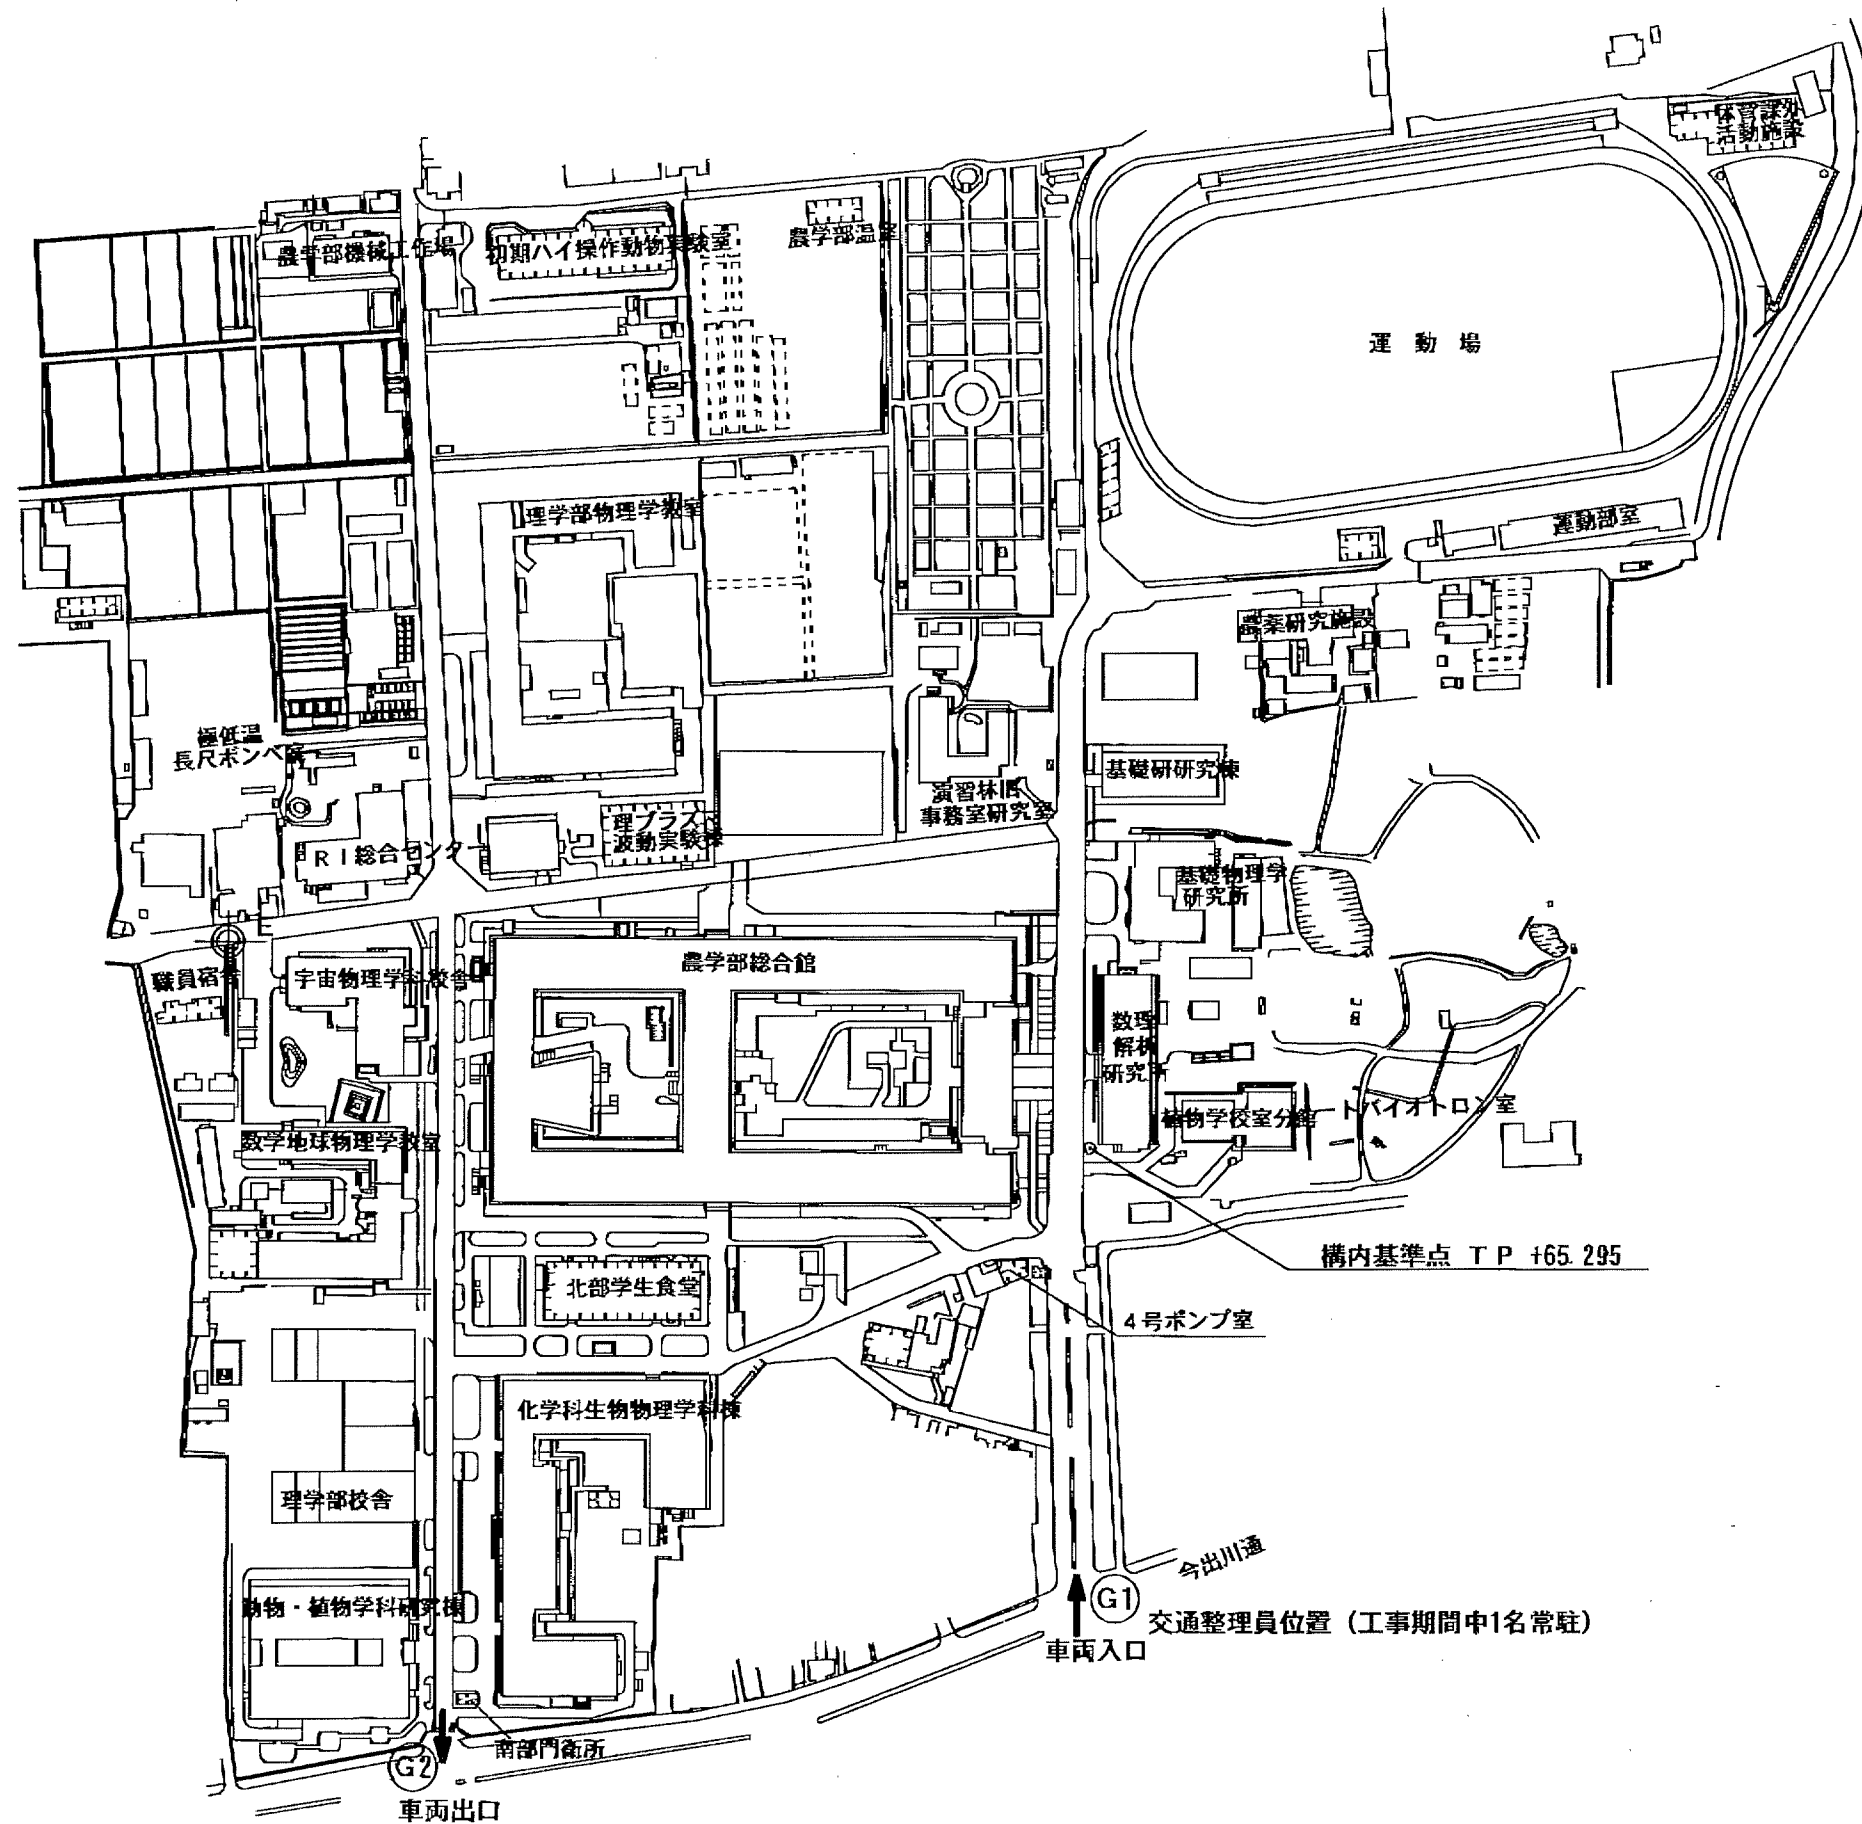 体育課外
活動施設
農学部機械工作場
初期ハイ操作動物実験室
農学部温室
運動場
理学部物理学教室
運動部室
農薬研究施設
極低温
長尺ボンベ室
基礎研研究棟
演習林旧
事務室研究室
理プラズマ
波動実験棟
RI総合センター
基礎物理学
研究所
農学部総合館
職員宿舎
宇宙物理学科校舎
数理
解析
研究所
植物学校室分舎
ートバイオトロン室
数学地球物理学教室
構内基準点 TP +65.295
北部学生食堂
4号ポンプ室
化学科生物物理学科棟
理学部校舎
今出川通
動物・植物学科研究棟
G1
交通整理員位置(工事期間中1名常駐)
車両入口
南部門衛所
G2
車両出口